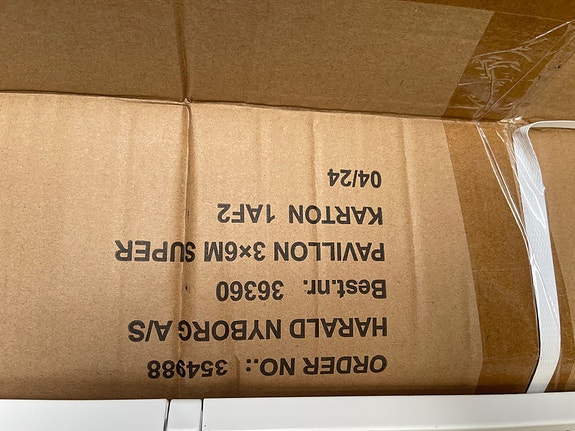 ORDER NO.: 354988
HARALD NYBORG A/S
Best.nr. 36360
PAVILLON 3×6M SUPER
KARTON 1AF2
04/24